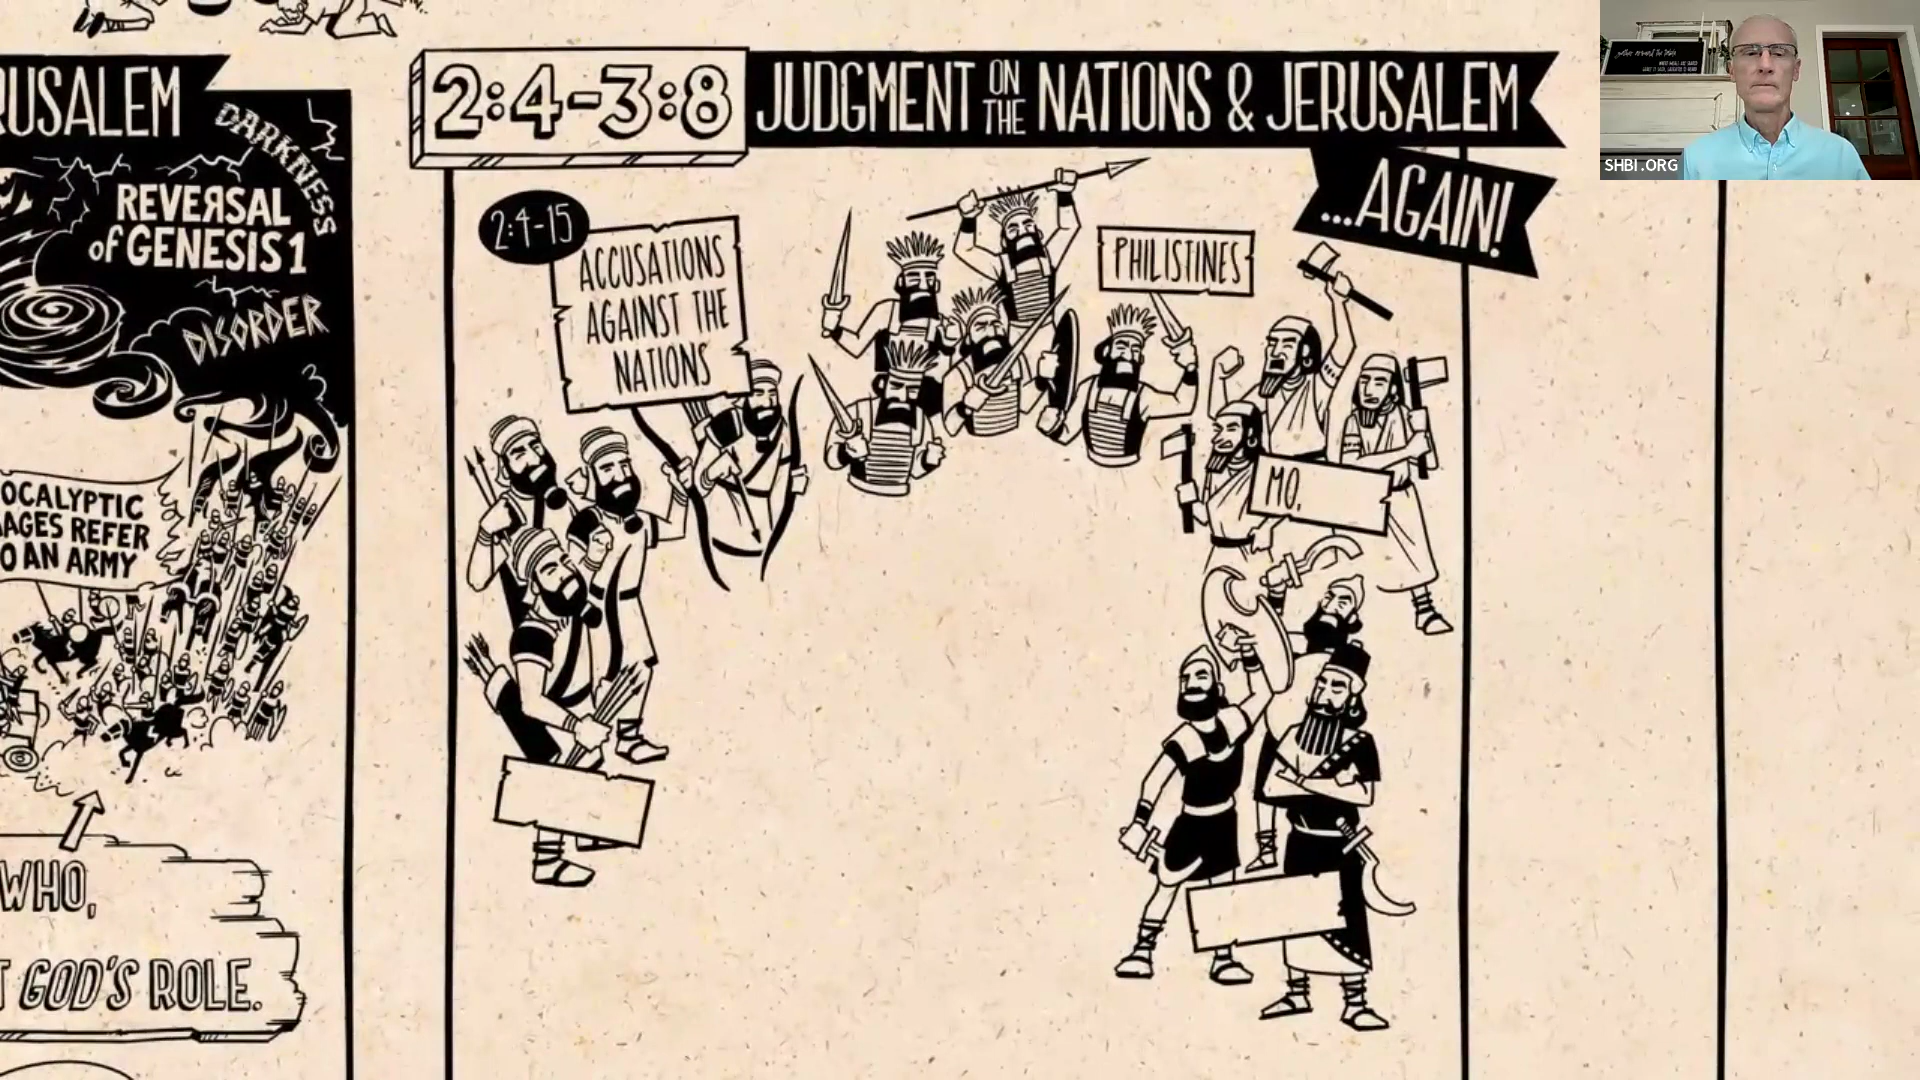 RUSALEM
DARKNESS
REVERSAL
of GENESIS 1
DISORDER
OCALYPTIC
AGES REFER
O AN ARMY
WHO,
T GOD'S ROLE.
2:4-3:8 JUDGMENT ON THE NATIONS & JERUSALEM
...AGAIN!
2:4-15
ACCUSATIONS
AGAINST THE
NATIONS
PHILISTINES
MO.
SHBI.ORG